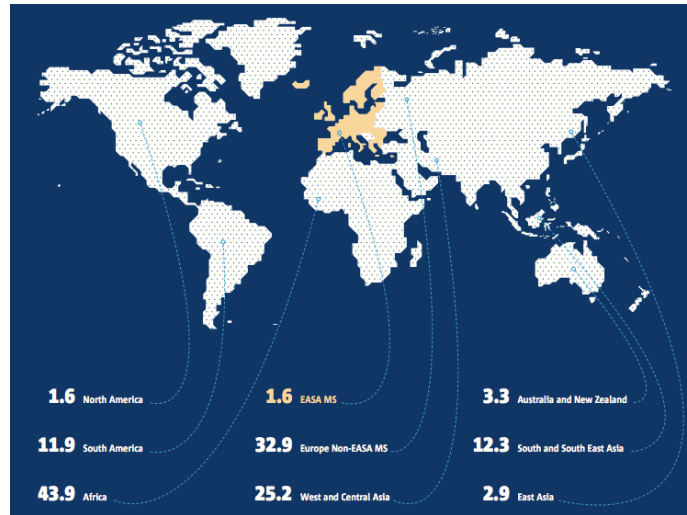 1.6 North America
1.6 EASA MS
3.3 Australia and New Zealand
11.9 South America
32.9 Europe Non-EASA MS
12.3 South and South East Asia
43.9 Africa
25.2 West and Central Asia
2.9 East Asia